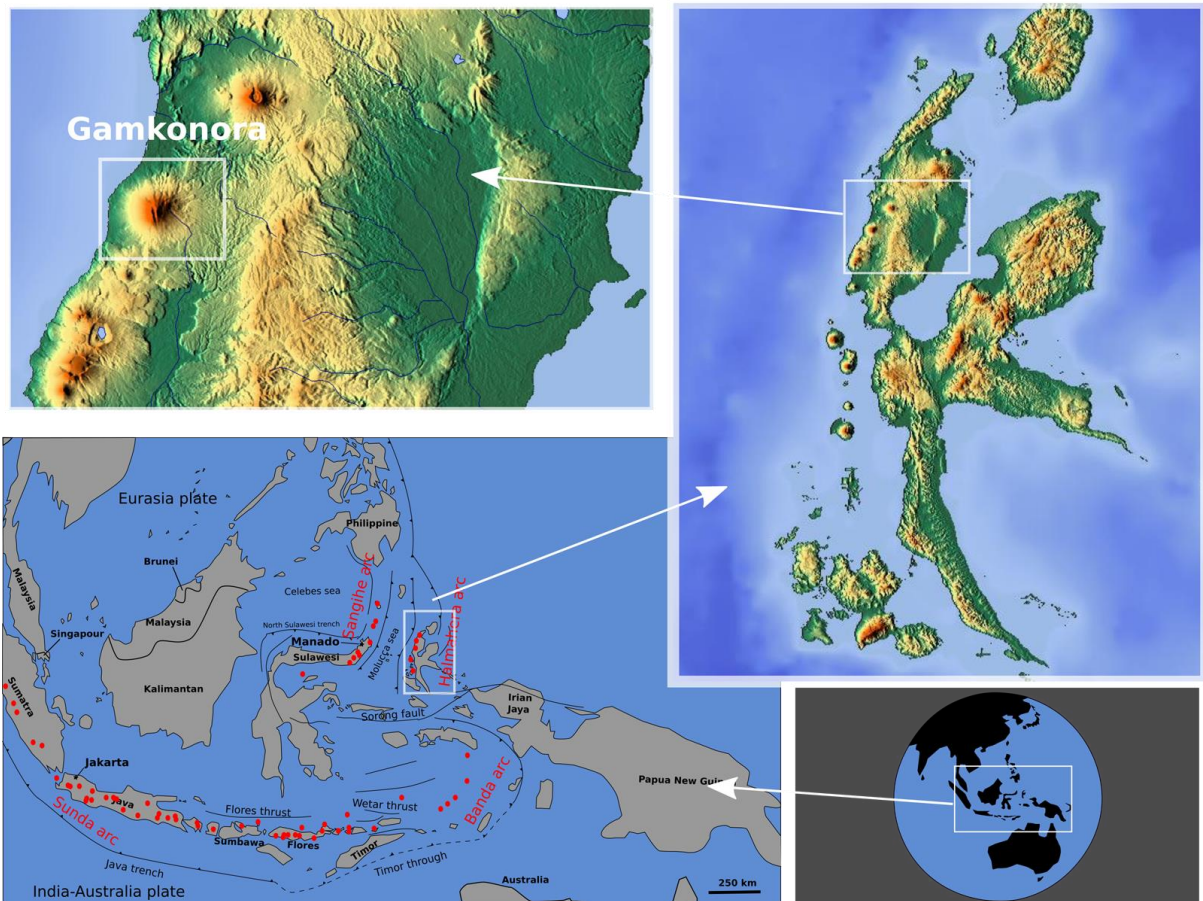 Gamkonora
Eurasia plate
Philippine
Brunei
Malaysia
Celebes sea
Sangihe arc
Halmahera arc
Malaysia
North Sulawesi trench
Singapour
Manado
Sulawesi
Molucca sea
Kalimantan
Irian
Jaya
Sumatra
Sorong fault
Jakarta
Papua New Gui
Java
Flores thrust
Wetar thrust
Banda arc
Sunda arc
Sumbawa
Flores
Timor
Java trench
Timor through
Australia
250 km
India-Australia plate